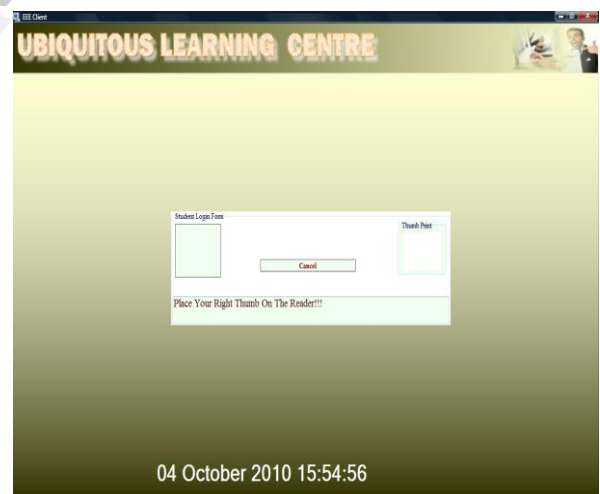 EEE Client
UBIQUITOUS LEARNING CENTRE
Student Login Form
Thumb Print
Cancel
Place Your Right Thumb On The Reader!!!
04 October 2010 15:54:56